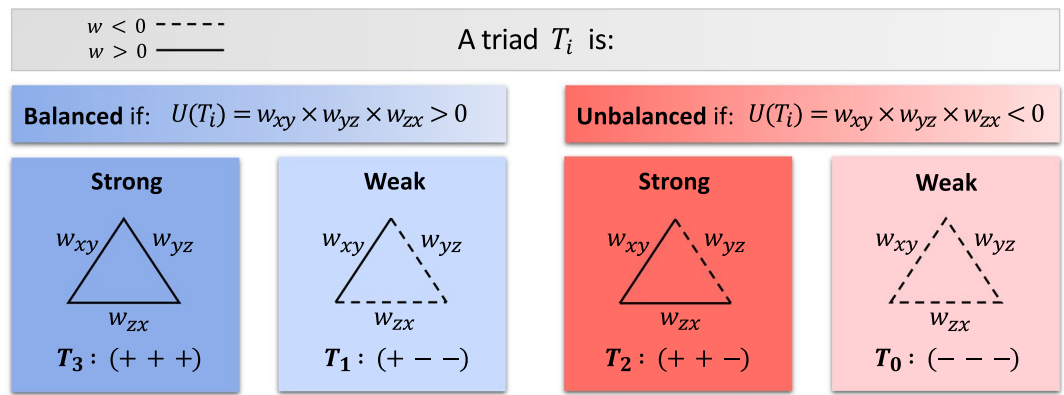 w < 0
w > 0
A triad T_i is:
Balanced if: U(T_i) = w_xy × w_yz × w_zx > 0
Unbalanced if: U(T_i) = w_xy × w_yz × w_zx < 0
Strong
w_xy w_yz
w_zx
T_3: (+ + +)
Weak
w_xy w_yz
w_zx
T_1: (+ − −)
Strong
w_xy w_yz
w_zx
T_2: (+ + −)
Weak
w_xy w_yz
w_zx
T_0: (− − −)